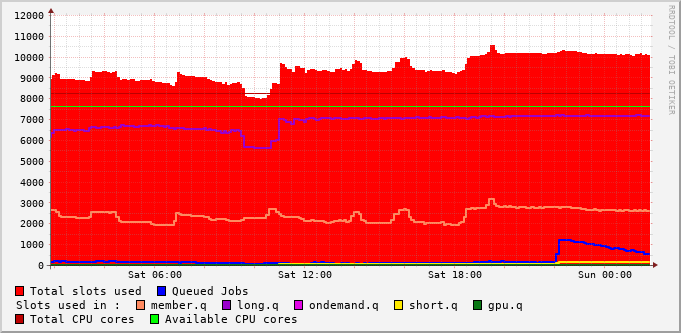 12000
11000
10000
9000
8000
7000
6000
5000
4000
3000
2000
1000
0
Sat 06:00 Sat 12:00 Sat 18:00 Sun 00:00
Total slots used Queued Jobs
Slots used in : member.q long.q ondemand.q short.q gpu.q
Total CPU cores Available CPU cores
RRDTOOL / TOBI OETIKER